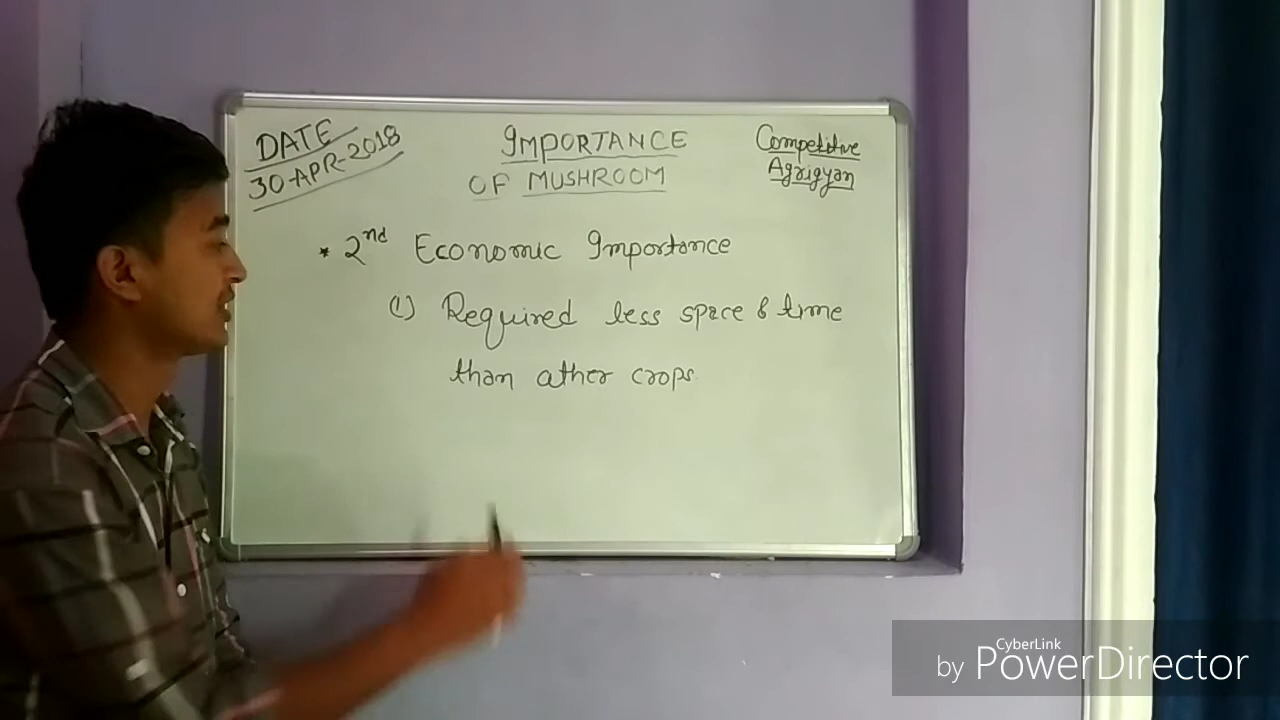 DATE
30-APR-2018
IMPORTANCE
OF MUSHROOM
Competitive
Agrigyan
* 2nd Economic Importance
(1) Required less space & time
than other crops.
CyberLink
by PowerDirector